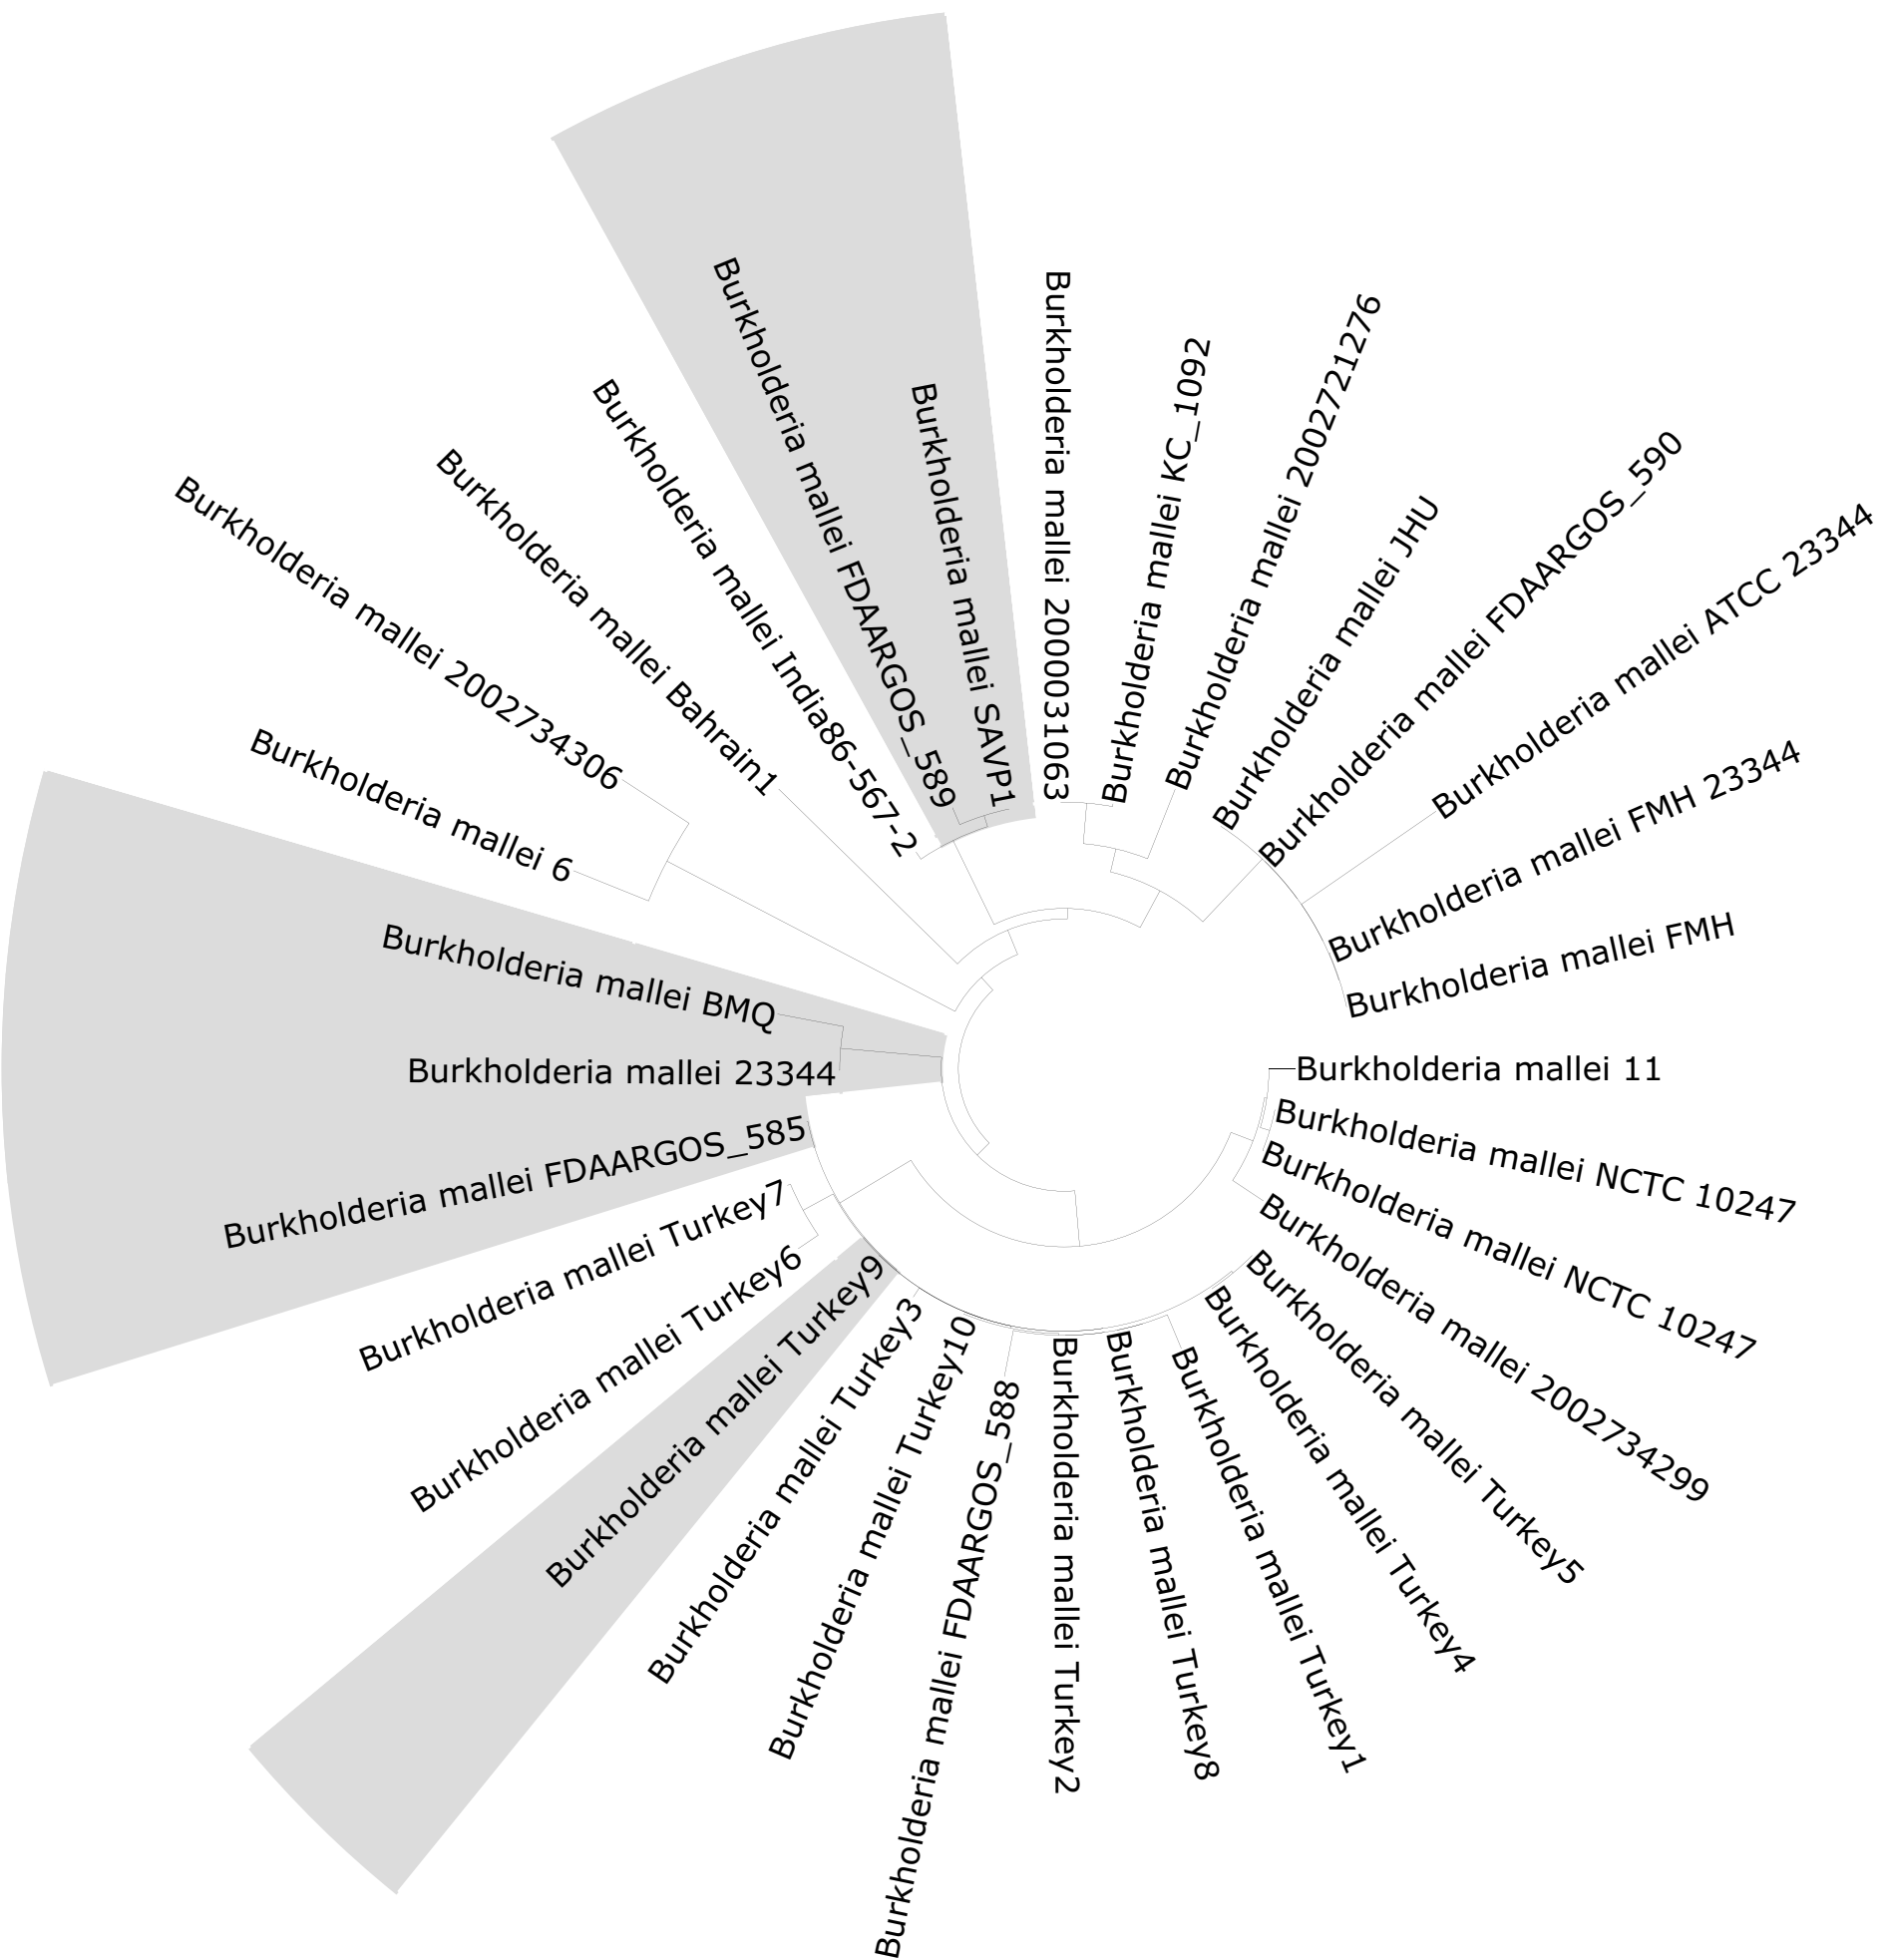 Burkholderia mallei 2000031063
Burkholderia mallei KC_1092
Burkholderia mallei 2002721276
Burkholderia mallei JHU
Burkholderia mallei FDAARGOS_590
Burkholderia mallei ATCC 23344
Burkholderia mallei FMH 23344
Burkholderia mallei FMH
Burkholderia mallei 11
Burkholderia mallei NCTC 10247
Burkholderia mallei NCTC 10247
Burkholderia mallei 2002734299
Burkholderia mallei Turkey5
Burkholderia mallei Turkey4
Burkholderia mallei Turkey1
Burkholderia mallei Turkey8
Burkholderia mallei Turkey2
Burkholderia mallei FDAARGOS_588
Burkholderia mallei Turkey10
Burkholderia mallei Turkey3
Burkholderia mallei Turkey9
Burkholderia mallei Turkey6
Burkholderia mallei Turkey7
Burkholderia mallei FDAARGOS_585
Burkholderia mallei 23344
Burkholderia mallei BMQ
Burkholderia mallei 6
Burkholderia mallei 2002734306
Burkholderia mallei Bahrain1
Burkholderia mallei India86-567-2
Burkholderia mallei FDAARGOS_589
Burkholderia mallei SAVP1